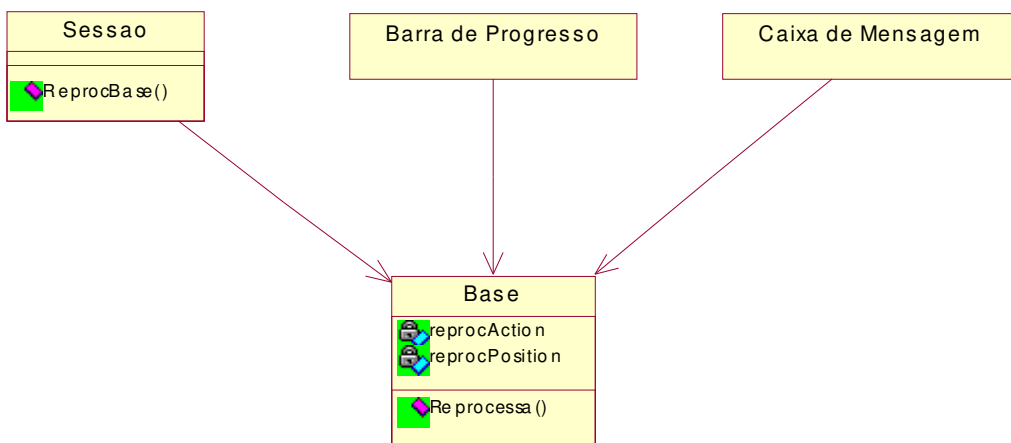 Sessao
ReprocBase()
Barra de Progresso
Caixa de Mensagem
Base
reprocAction
reprocPosition
Reprocessa()